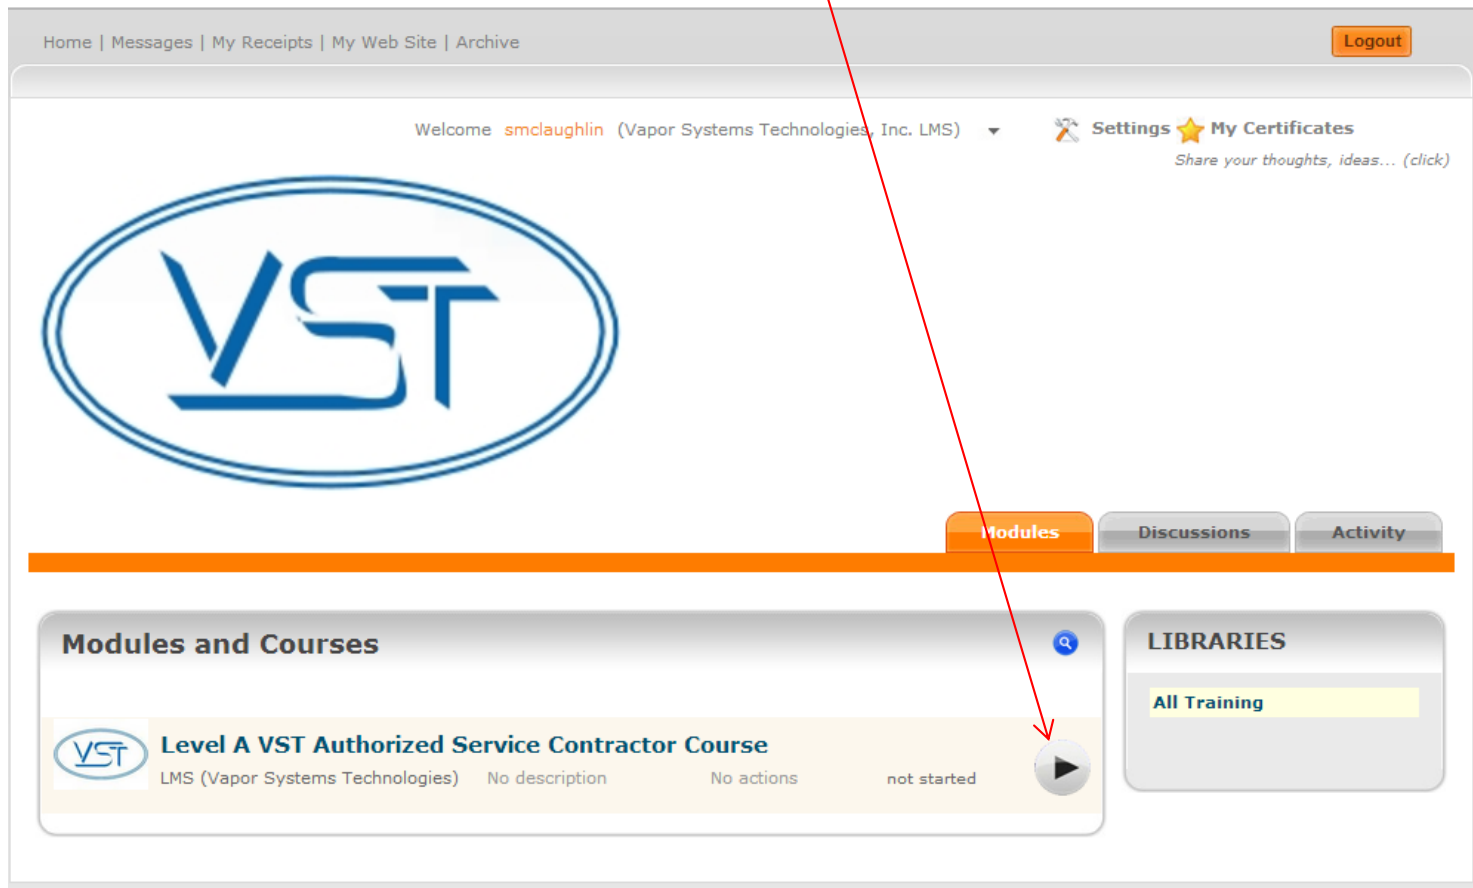 Home | Messages | My Receipts | My Web Site | Archive
Logout
Welcome smclaughlin (Vapor Systems Technologies, Inc. LMS)
Settings My Certificates
Share your thoughts, ideas... (click)
VST
Modules
Discussions
Activity
Modules and Courses
VST
Level A VST Authorized Service Contractor Course
LMS (Vapor Systems Technologies) No description No actions not started
LIBRARIES
All Training